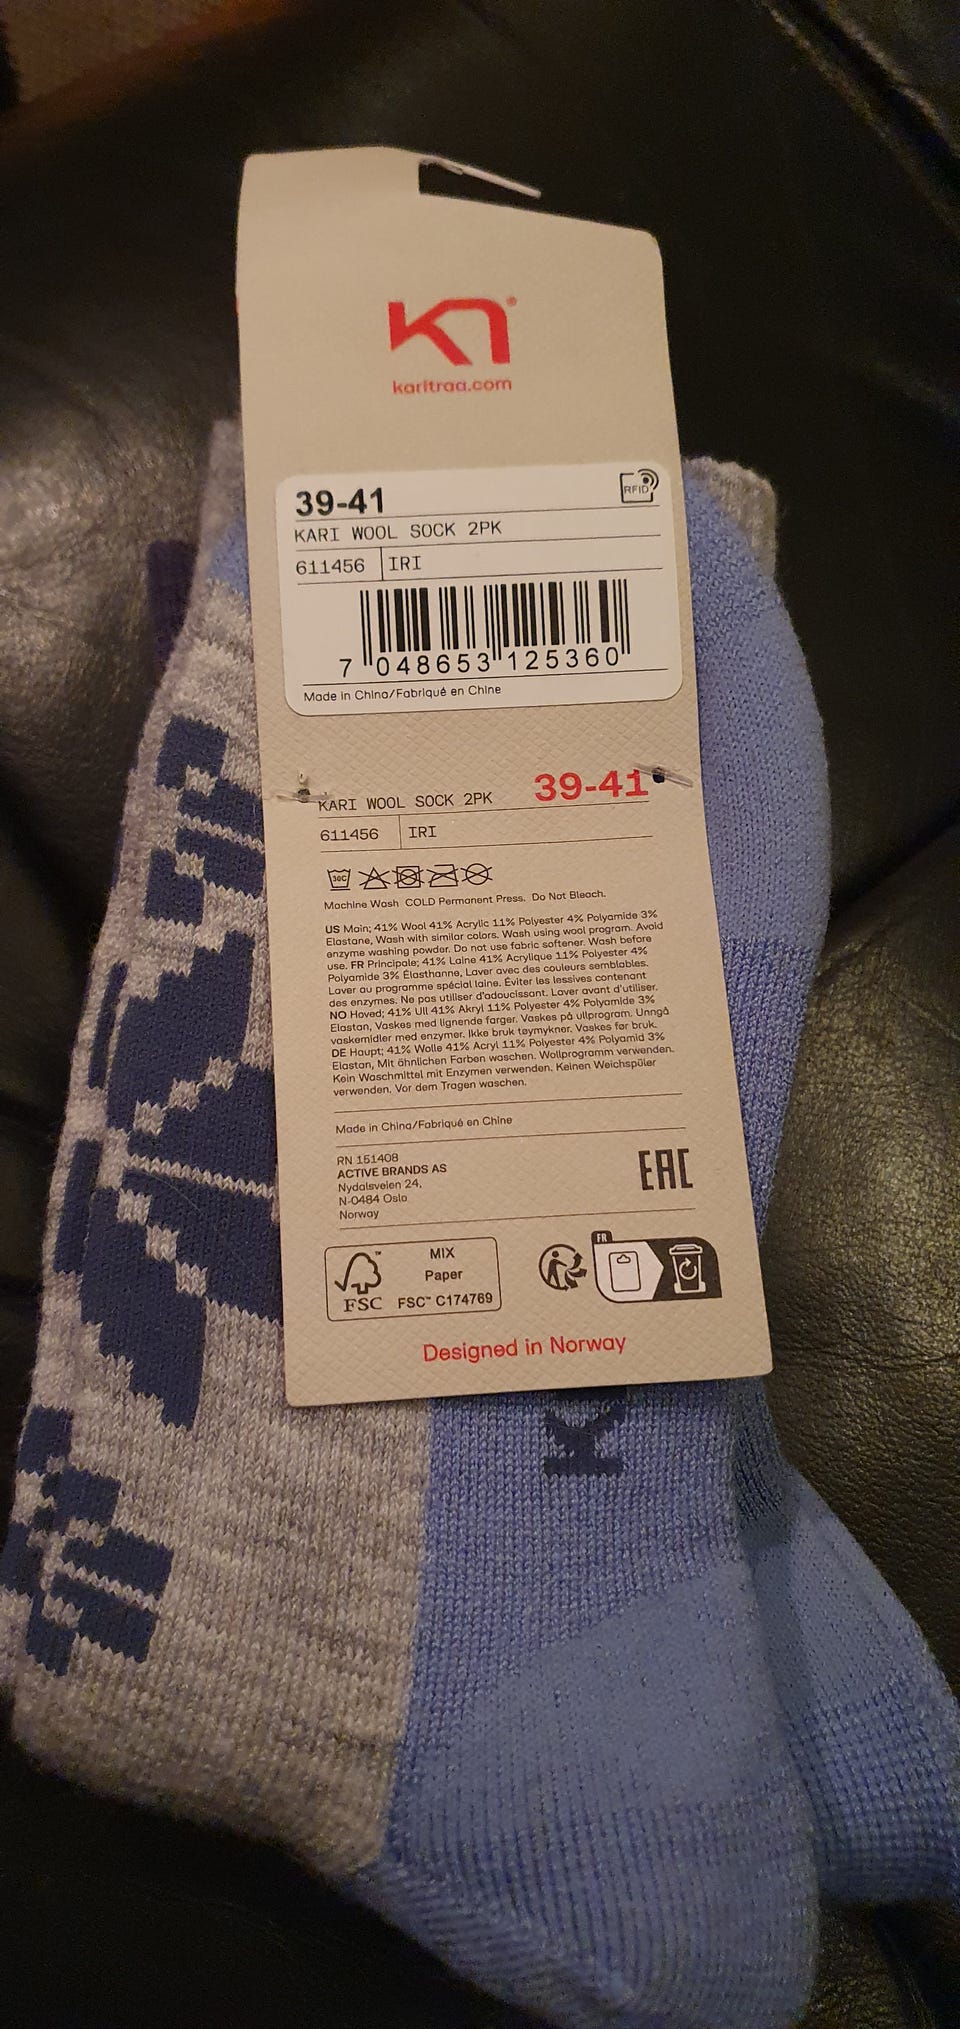 K7®
karitraa.com
39-41
RFID
KARI WOOL SOCK 2PK
611456 IRI
7 048653 125360
Made in China/Fabriqué en Chine
KARI WOOL SOCK 2PK 39-41
611456 IRI
30C
Machine Wash COLD Permanent Press. Do Not Bleach.
US Main; 41% Wool 41% Acrylic 11% Polyester 4% Polyamide 3%
Elastane, Wash with similar colors. Wash using wool program. Avoid
enzyme washing powder. Do not use fabric softener. Wash before
use. FR Principale; 41% Laine 41% Acrylique 11% Polyester 4%
Polyamide 3% Élasthanne, Laver avec des couleurs semblables.
Laver au programme spécial laine. Éviter les lessives contenant
des enzymes. Ne pas utiliser d'adoucissant. Laver avant d'utiliser.
NO Hoved; 41% Ull 41% Akryl 11% Polyester 4% Polyamide 3%
Elastan, Vaskes med lignende farger. Vaskes på ullprogram. Unngå
vaskemidler med enzymer. Ikke bruk tøymykner. Vaskes før bruk.
DE Haupt; 41% Wolle 41% Acryl 11% Polyester 4% Polyamid 3%
Elastan, Mit ähnlichen Farben waschen. Wollprogramm verwenden.
Kein Waschmittel mit Enzymen verwenden. Keinen Weichspüler
verwenden. Vor dem Tragen waschen.
Made in China/Fabriqué en Chine
RN 151408
ACTIVE BRANDS AS
Nydalsveien 24,
N-0484 Oslo
Norway
EAC
FSC™
MIX
Paper
FSC™ C174769
FR
Designed in Norway
K